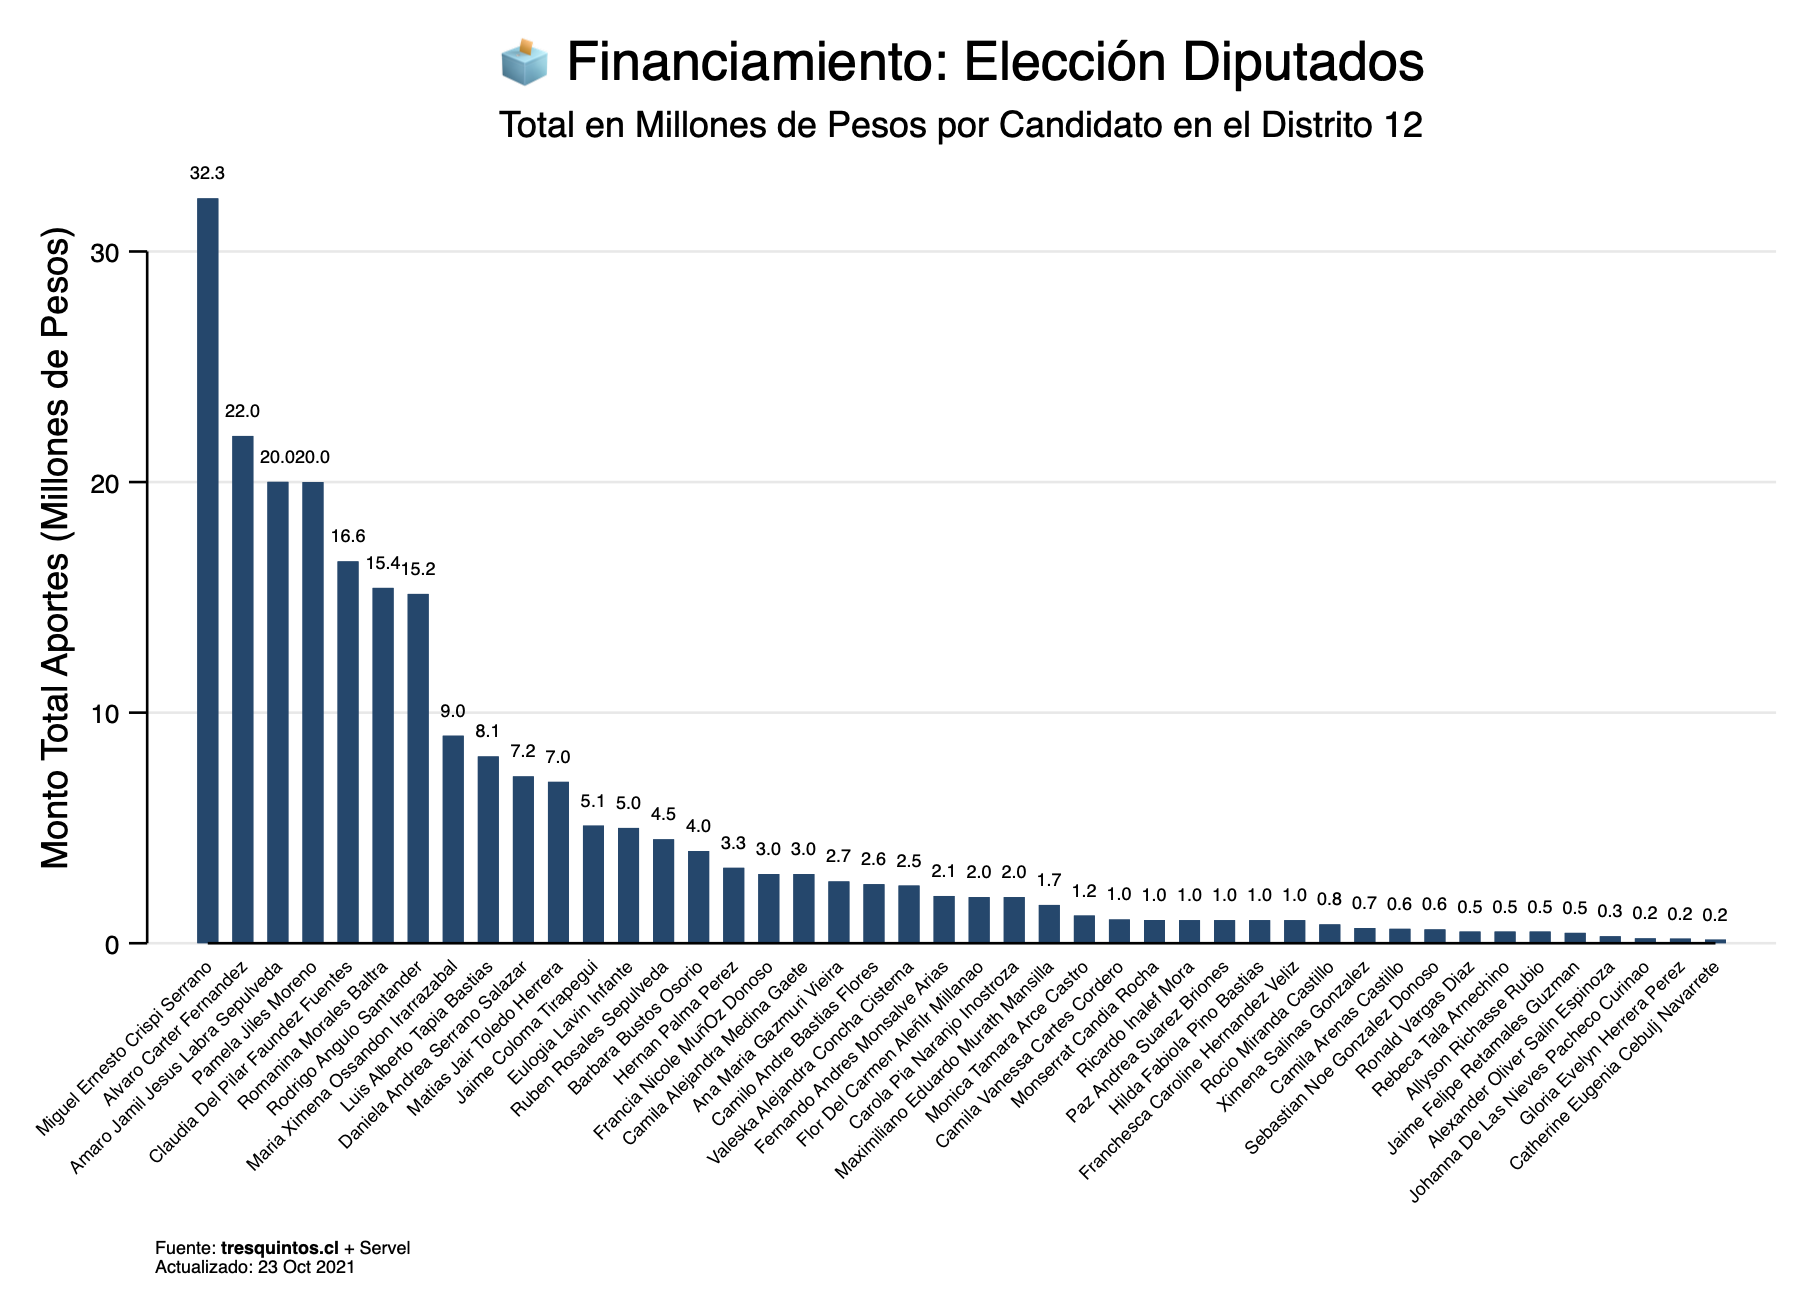 Financiamiento: Elección Diputados
Total en Millones de Pesos por Candidato en el Distrito 12
Monto Total Aportes (Millones de Pesos)
30
20
10
0
32.3
22.0
20.0
20.0
16.6
15.4
15.2
9.0
8.1
7.2
7.0
5.1
5.0
4.5
4.0
3.3
3.0
3.0
2.7
2.6
2.5
2.1
2.0
2.0
1.7
1.2
1.0
1.0
1.0
1.0
1.0
1.0
0.8
0.7
0.6
0.6
0.5
0.5
0.5
0.5
0.3
0.2
0.2
0.2
Miguel Ernesto Crispi Serrano
Alvaro Carter Fernandez
Amaro Jamil Jesus Labra Sepulveda
Pamela Jiles Moreno
Claudia Del Pilar Faundez Fuentes
Romanina Morales Baltra
Rodrigo Angulo Santander
Maria Ximena Ossandon Irarrazabal
Luis Alberto Tapia Bastias
Daniela Andrea Serrano Salazar
Matias Jair Toledo Herrera
Jaime Coloma Tirapegui
Eulogia Lavin Infante
Ruben Rosales Sepulveda
Barbara Bustos Osorio
Hernan Palma Perez
Francia Nicole MuñOz Donoso
Camila Alejandra Medina Gaete
Ana Maria Gazmuri Vieira
Camilo Andre Bastias Flores
Valeska Alejandra Concha Cisterna
Fernando Andres Monsalve Arias
Flor Del Carmen AleñIr Millanao
Carola Pia Naranjo Inostroza
Maximiliano Eduardo Murath Mansilla
Monica Tamara Arce Castro
Camila Vanessa Cartes Cordero
Monserrat Candia Rocha
Ricardo Inalef Mora
Paz Andrea Suarez Briones
Hilda Fabiola Pino Bastias
Franchesca Caroline Hernandez Veliz
Rocio Miranda Castillo
Ximena Salinas Gonzalez
Camila Arenas Castillo
Sebastian Noe Gonzalez Donoso
Ronald Vargas Diaz
Rebeca Tala Arnechino
Allyson Richasse Rubio
Jaime Felipe Retamales Guzman
Alexander Oliver Salin Espinoza
Johanna De Las Nieves Pacheco Curinao
Gloria Evelyn Herrera Perez
Catherine Eugenia Cebulj Navarrete
Fuente: tresquintos.cl + Servel
Actualizado: 23 Oct 2021